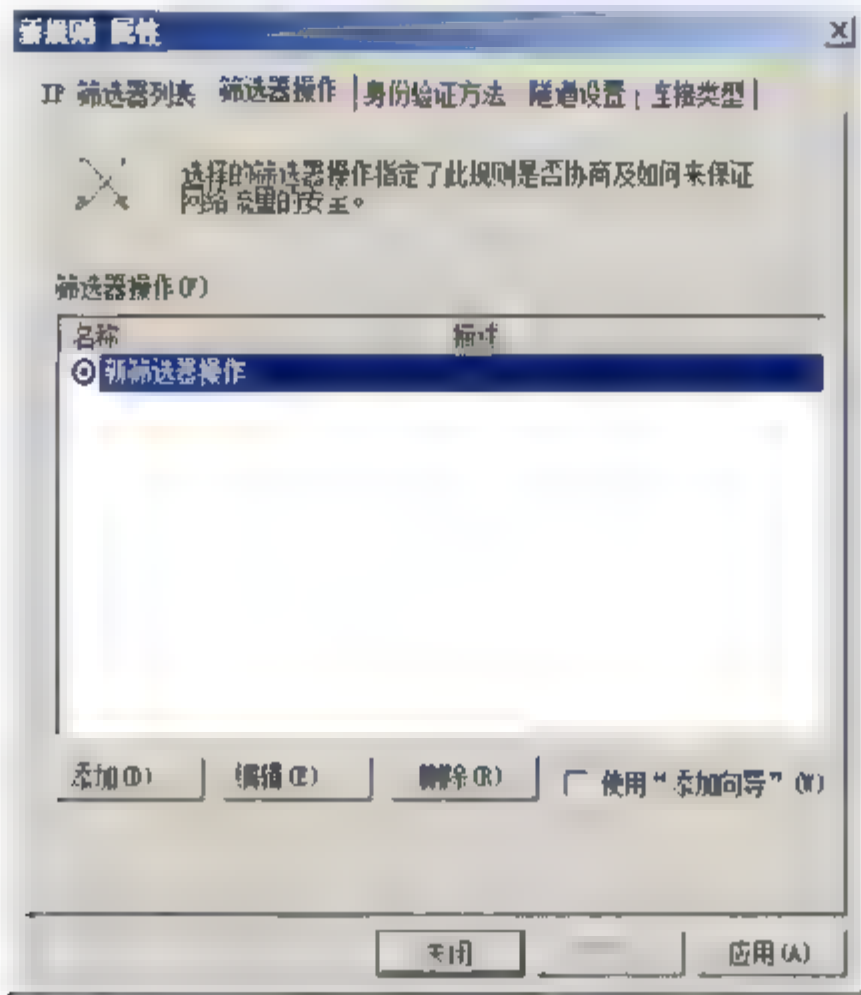 新规则 属性
IP 筛选器列表 筛选器操作 身份验证方法 隧道设置 连接类型
选择的筛选器操作指定了此规则是否协商及如何来保证
网络流量的安全。
筛选器操作(F)
名称 描述
新筛选器操作
添加(D) 编辑(E) 删除(R) 使用“添加向导”(W)
关闭 应用(A)